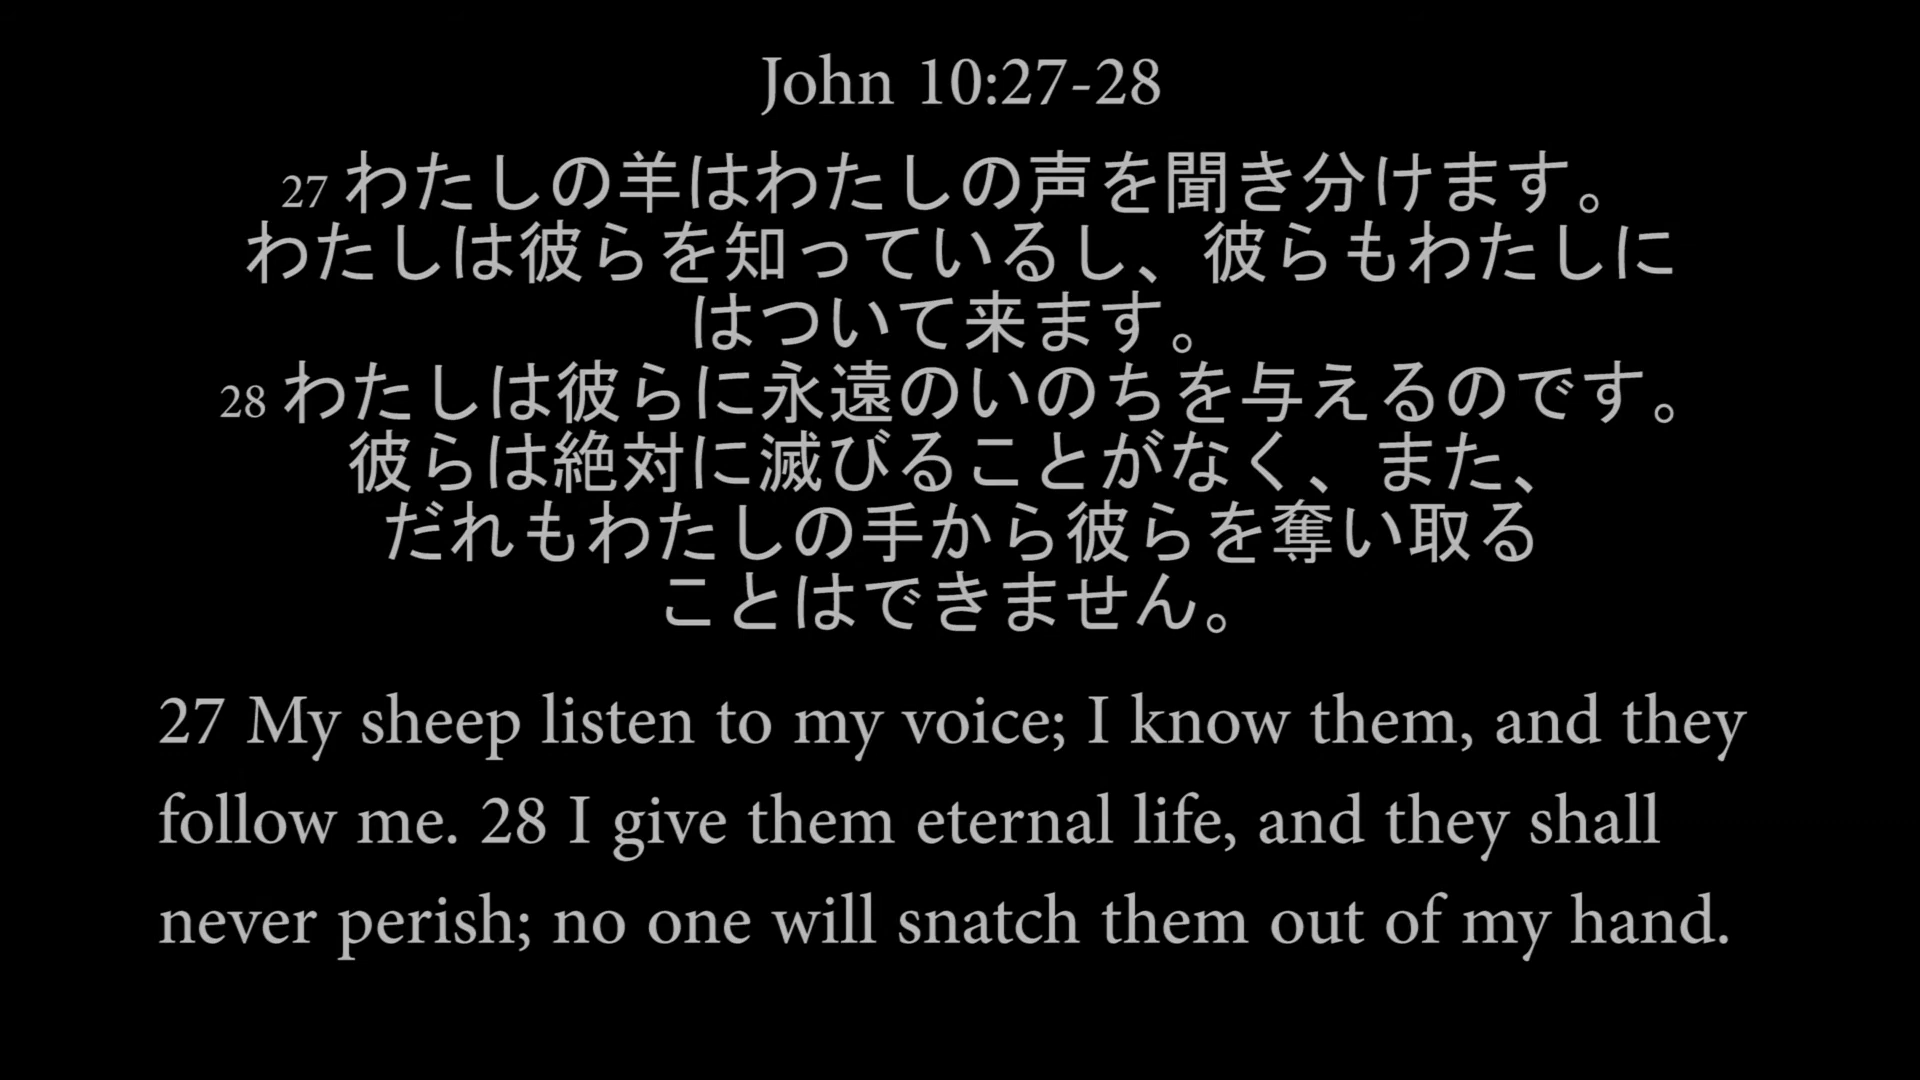 John 10:27-28
27 わたしの羊はわたしの声を聞き分けます。
わたしは彼らを知っているし、彼らもわたしに
はついて来ます。
28 わたしは彼らに永遠のいのちを与えるのです。
彼らは絶対に滅びることがなく、また、
だれもわたしの手から彼らを奪い取る
ことはできません。
27 My sheep listen to my voice; I know them, and they
follow me. 28 I give them eternal life, and they shall
never perish; no one will snatch them out of my hand.